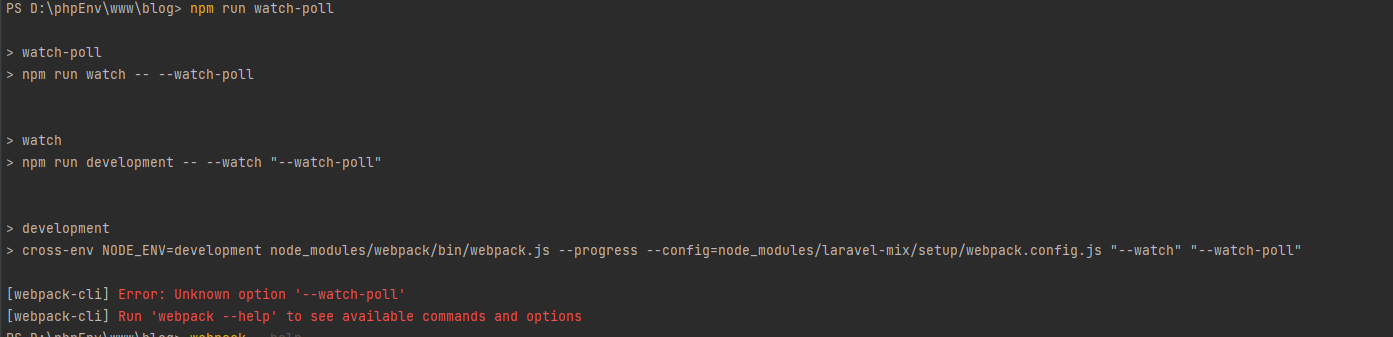 PS D:\phpEnv\www\blog> npm run watch-poll
> watch-poll
> npm run watch -- --watch-poll
> watch
> npm run development -- --watch "--watch-poll"
> development
> cross-env NODE_ENV=development node_modules/webpack/bin/webpack.js --progress --config=node_modules/laravel-mix/setup/webpack.config.js "--watch" "--watch-poll"
[webpack-cli] Error: Unknown option '--watch-poll'
[webpack-cli] Run 'webpack --help' to see available commands and options
PS D:\phpEnv\www\blog> webpack --help